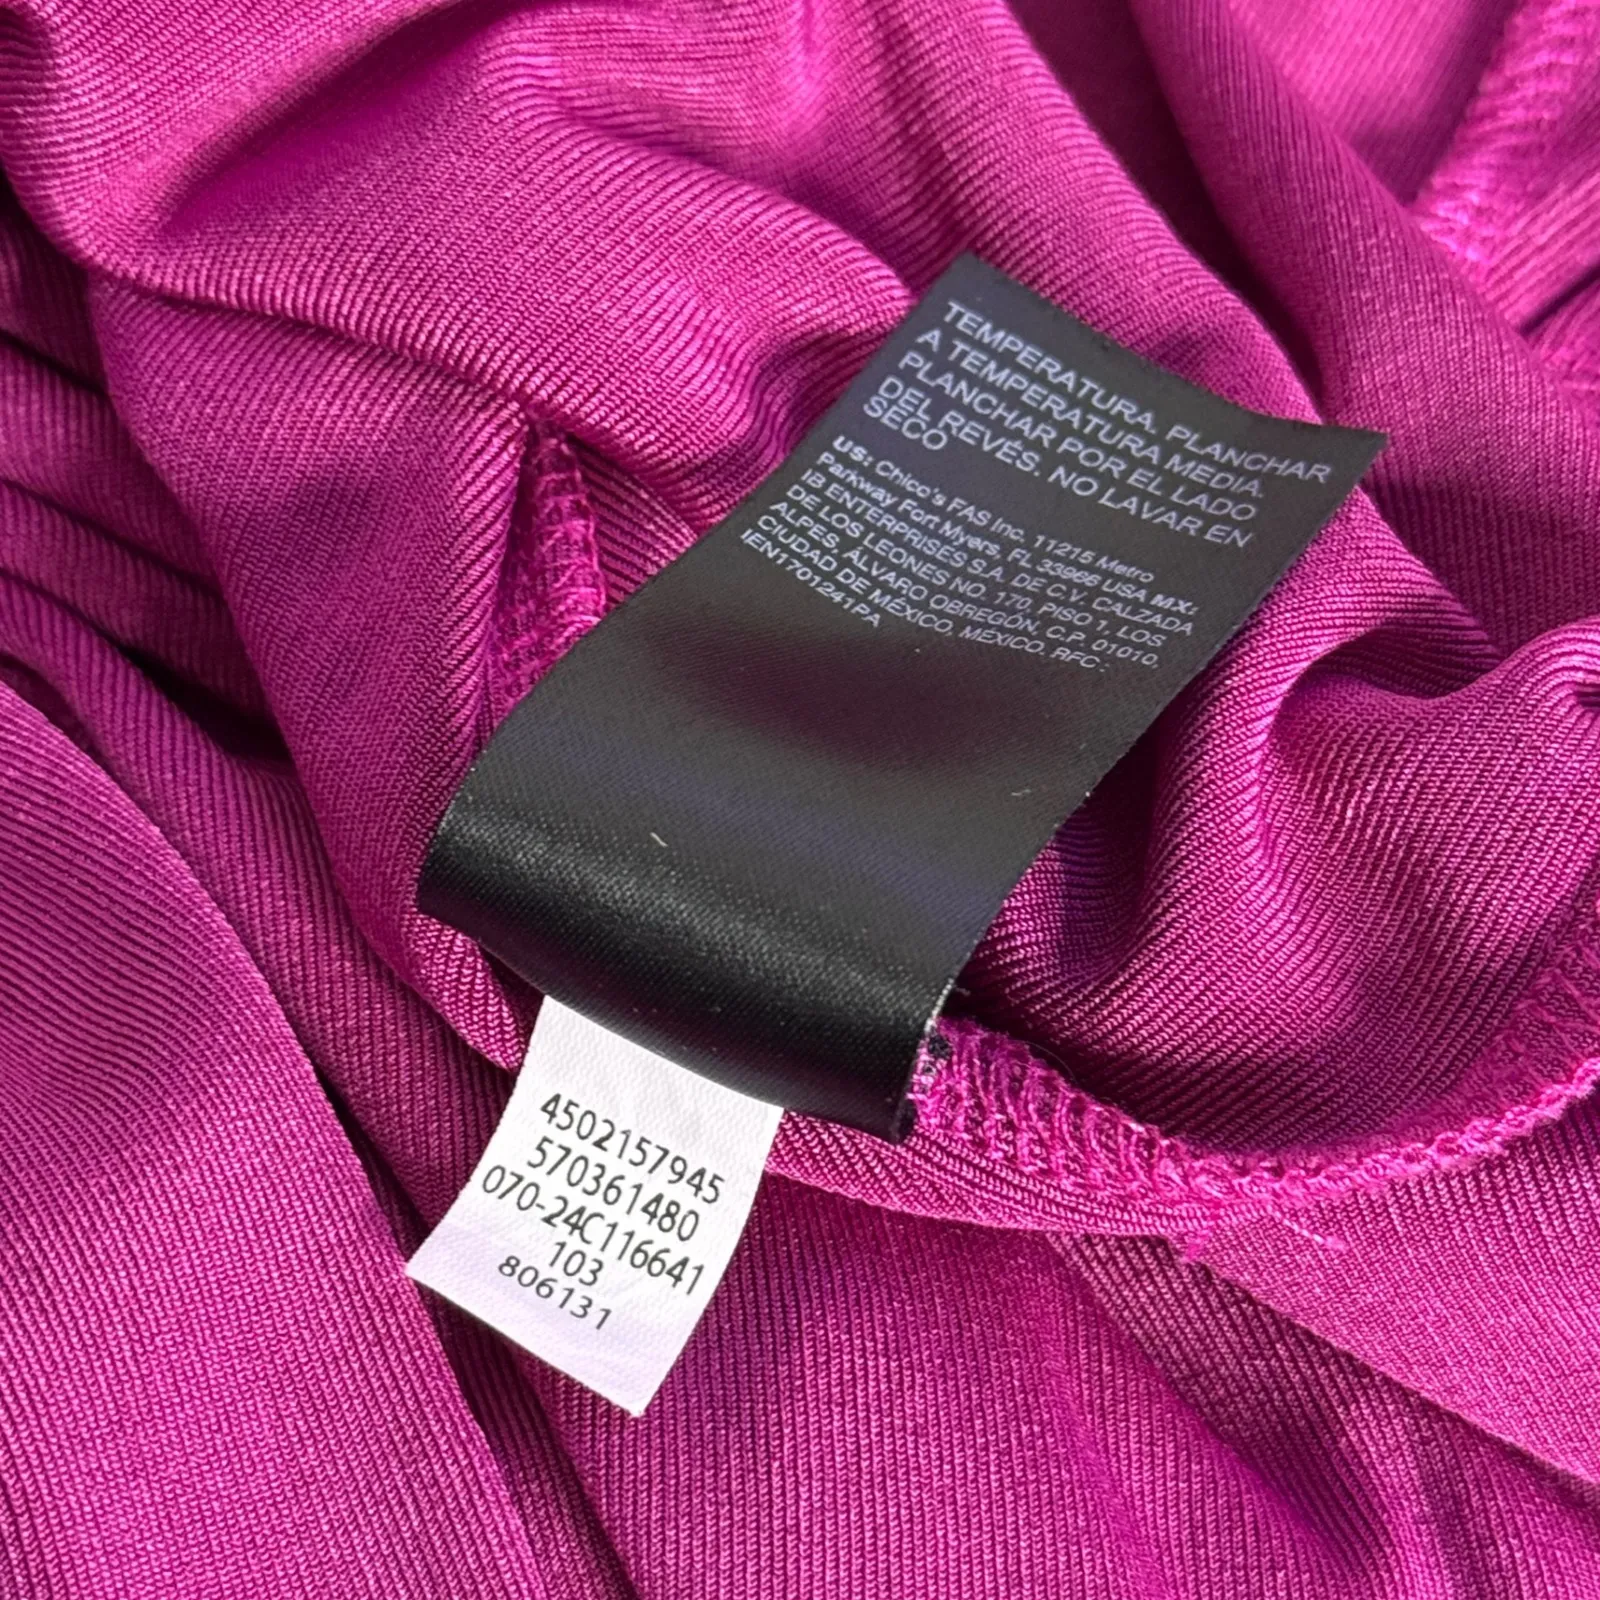 TEMPERATURA. PLANCHAR
A TEMPERATURA MEDIA.
PLANCHAR POR EL LADO
DEL REVÉS. NO LAVAR EN
SECO
US: Chico's FAS Inc. 11215 Metro
Parkway Fort Myers, FL 33966 USA MX:
IB ENTERPRISES S.A. DE C.V. CALZADA
DE LOS LEONES NO. 170, PISO 1, LOS
ALPES, ÁLVARO OBREGÓN, C.P. 01010,
CIUDAD DE MÉXICO, MÉXICO. RFC:
IEN1701241PA
4502157945
570361480
070-24C116641
103
806131